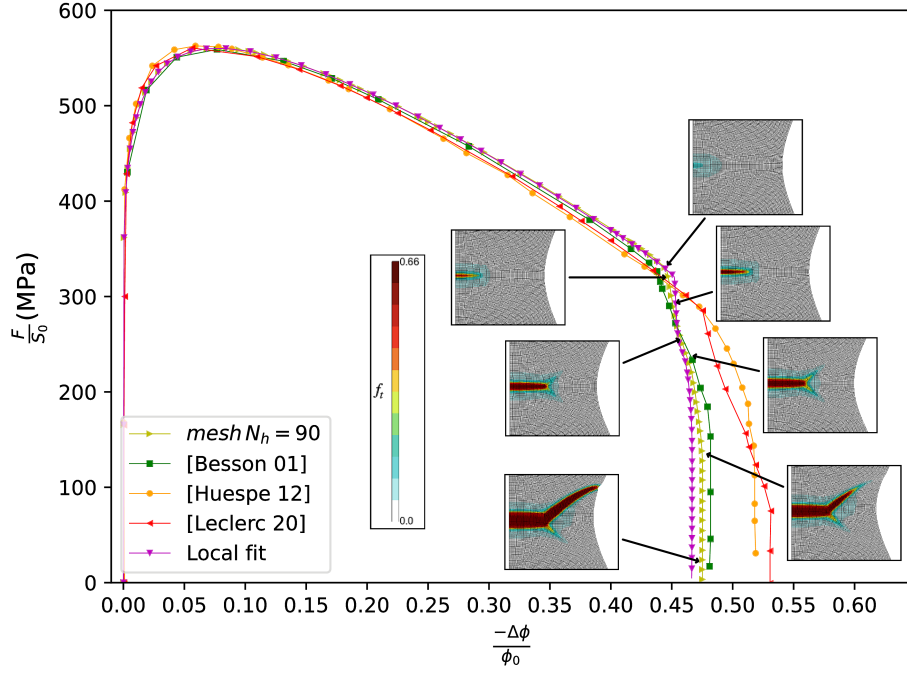 600
500
400
300
200
100
0
F/S₀ (MPa)
0.66
fₜ
0.0
mesh Nₕ = 90
[Besson 01]
[Huespe 12]
[Leclerc 20]
Local fit
0.00 0.05 0.10 0.15 0.20 0.25 0.30 0.35 0.40 0.45 0.50 0.55 0.60
−Δϕ/ϕ₀